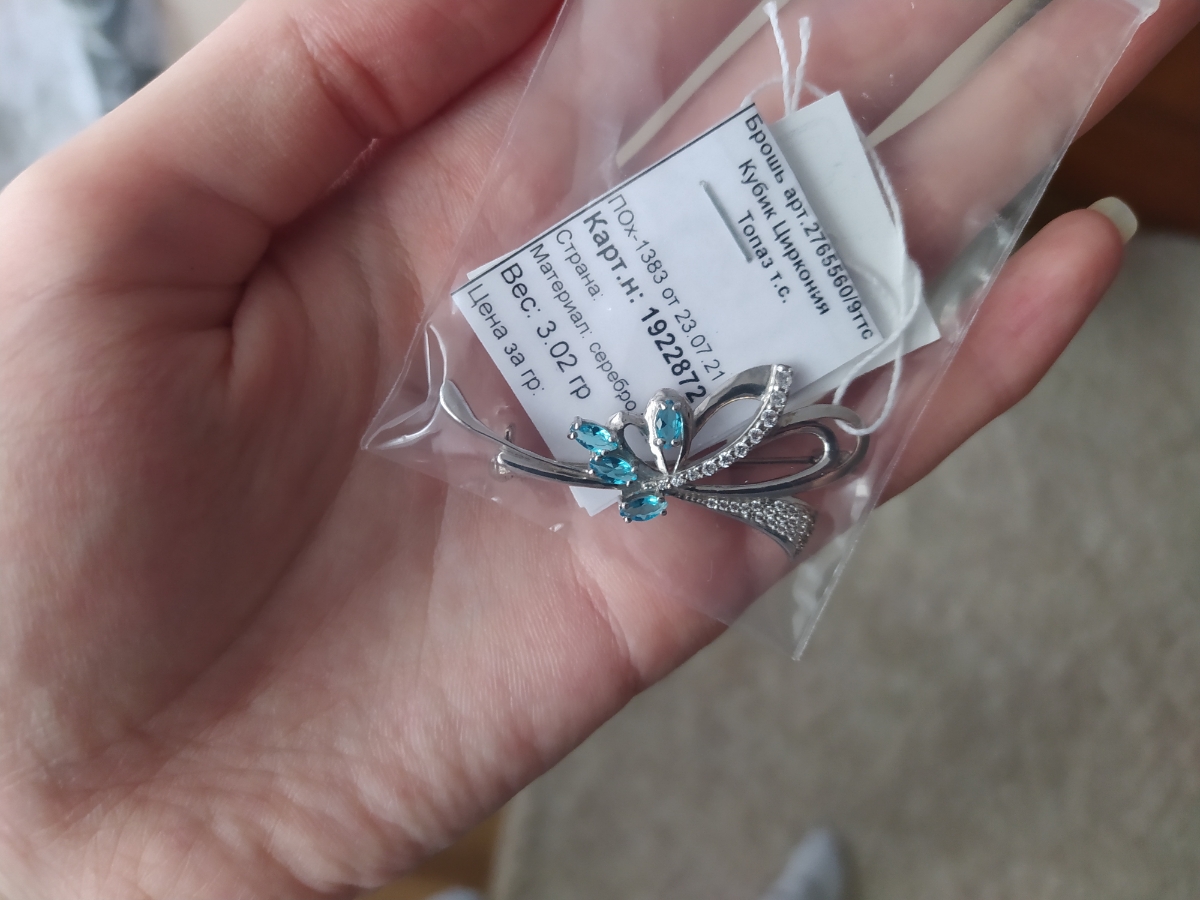 Брошь арт.2765560/9ттс
Кубик Циркония
Топаз т.с.
ПОх-1383 от 23.07.21
Карт.н: 1922872
Страна:
Материал: серебро
Вес: 3.02 гр
Цена за гр: